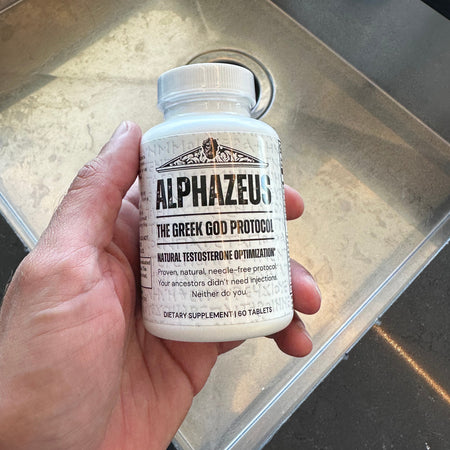 ALPHAZEUS
THE GREEK GOD PROTOCOL
NATURAL TESTOSTERONE OPTIMIZATION*
Proven, natural, needle-free protocol.
Your ancestors didn't need injections.
Neither do you.
DIETARY SUPPLEMENT | 60 TABLETS